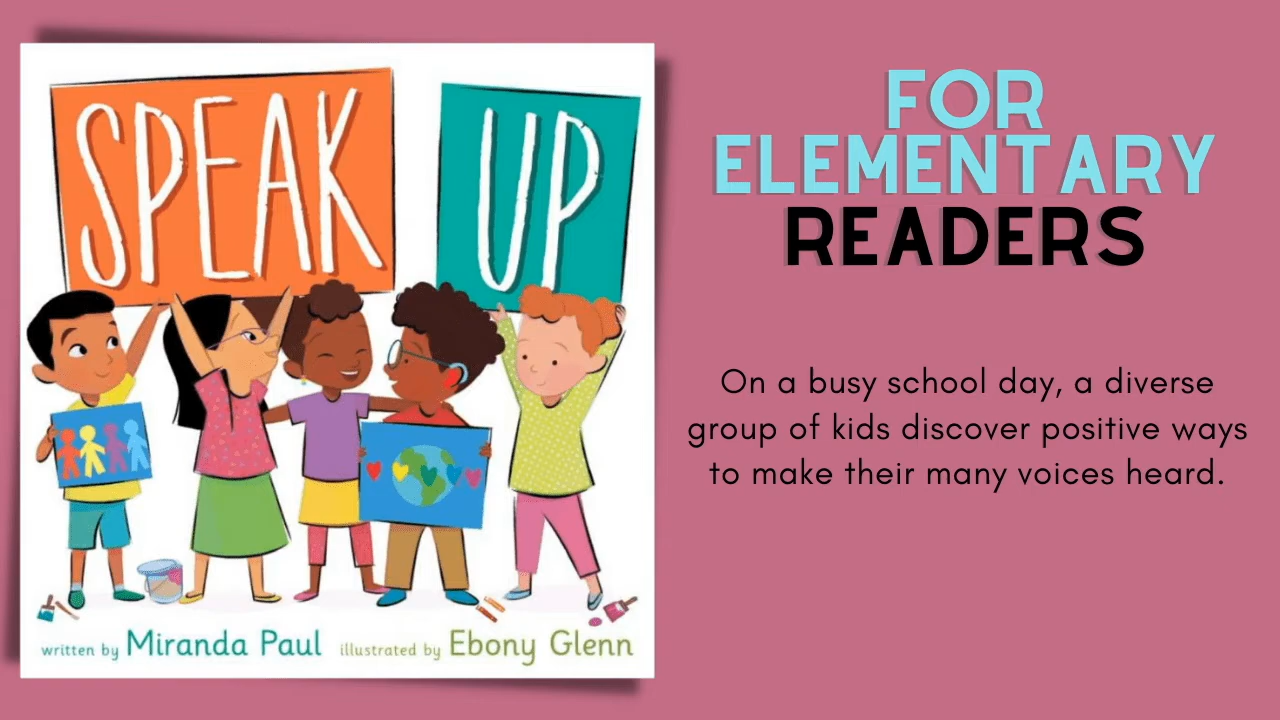 SPEAK UP
written by Miranda Paul illustrated by Ebony Glenn
FOR
ELEMENTARY
READERS
On a busy school day, a diverse
group of kids discover positive ways
to make their many voices heard.